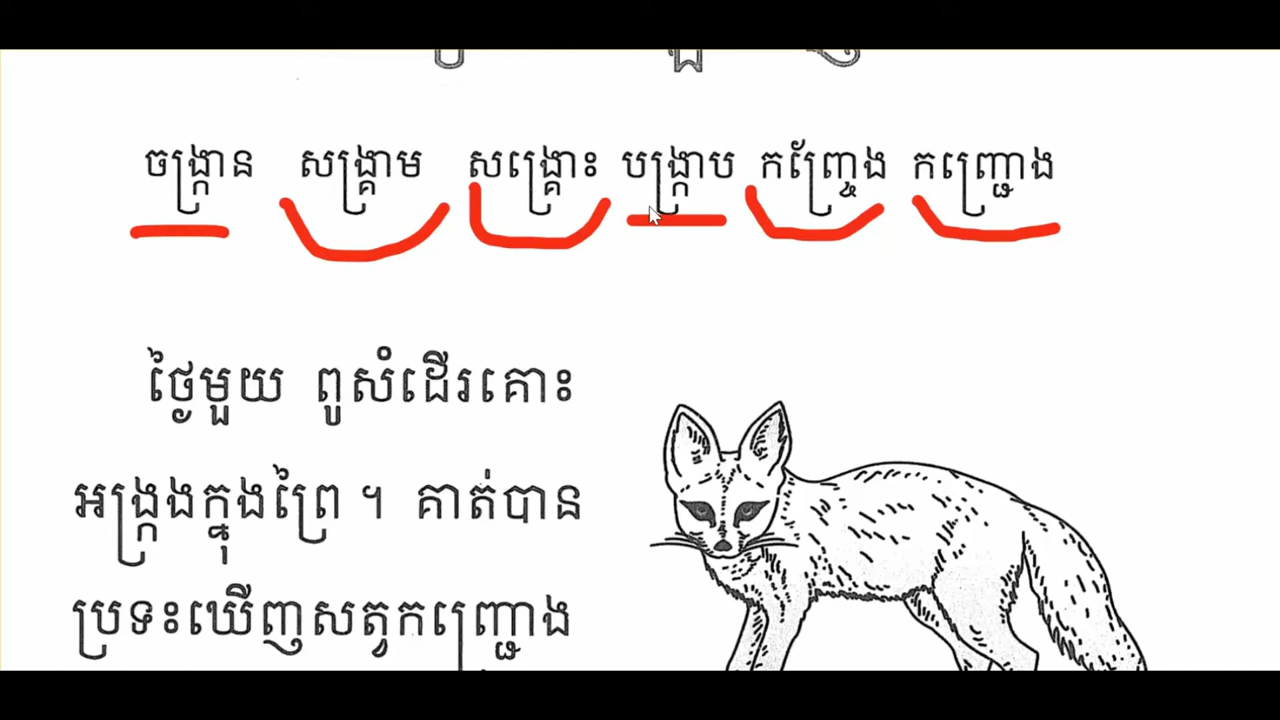 ចង្ក្រាន សង្គ្រាម សង្គ្រោះ បង្ក្រាប កញ្ច្រែង កញ្ជ្រោង
ថ្ងៃមួយ ពូសំដើរគោះ
អង្ក្រងក្នុងព្រៃ ។ គាត់បាន
ប្រទះឃើញសត្វកញ្ជ្រោង